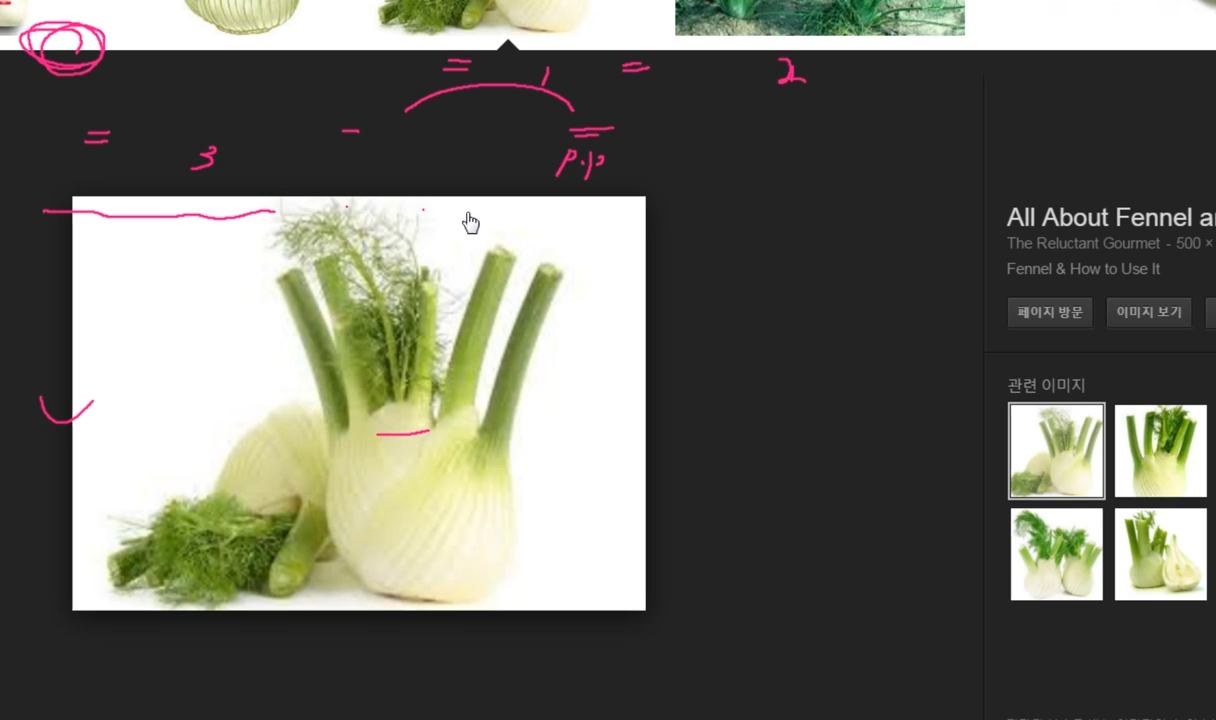 = 1 = 2
= 3 - =
p.p
All About Fennel a
The Reluctant Gourmet - 500 ×
Fennel & How to Use It
페이지 방문 이미지 보기
관련 이미지